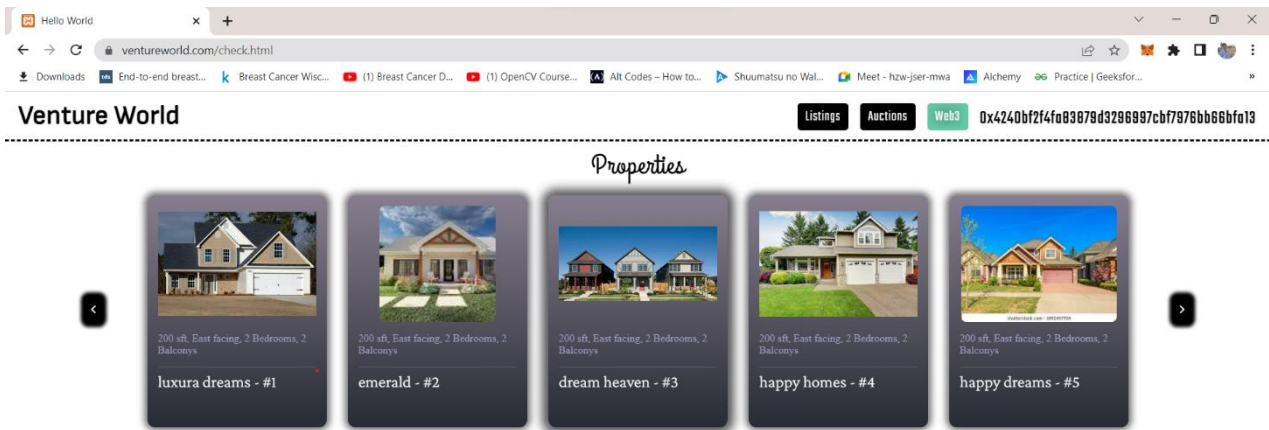 Hello World
ventureworld.com/check.html
Downloads End-to-end breast... Breast Cancer Wisc... (1) Breast Cancer D... (1) OpenCV Course... Alt Codes – How to... Shuumatsu no Wal... Meet - hzw-jser-mwa Alchemy Practice | Geeksfor... »
Venture World Listings Auctions Web3 0x4240bf2f4fa03079d3296997cbf7976bb66bfa13
Properties
200 sft, East facing, 2 Bedrooms, 2
Balconys
luxura dreams - #1
200 sft, East facing, 2 Bedrooms, 2
Balconys
emerald - #2
200 sft, East facing, 2 Bedrooms, 2
Balconys
dream heaven - #3
200 sft, East facing, 2 Bedrooms, 2
Balconys
happy homes - #4
200 sft, East facing, 2 Bedrooms, 2
Balconys
happy dreams - #5